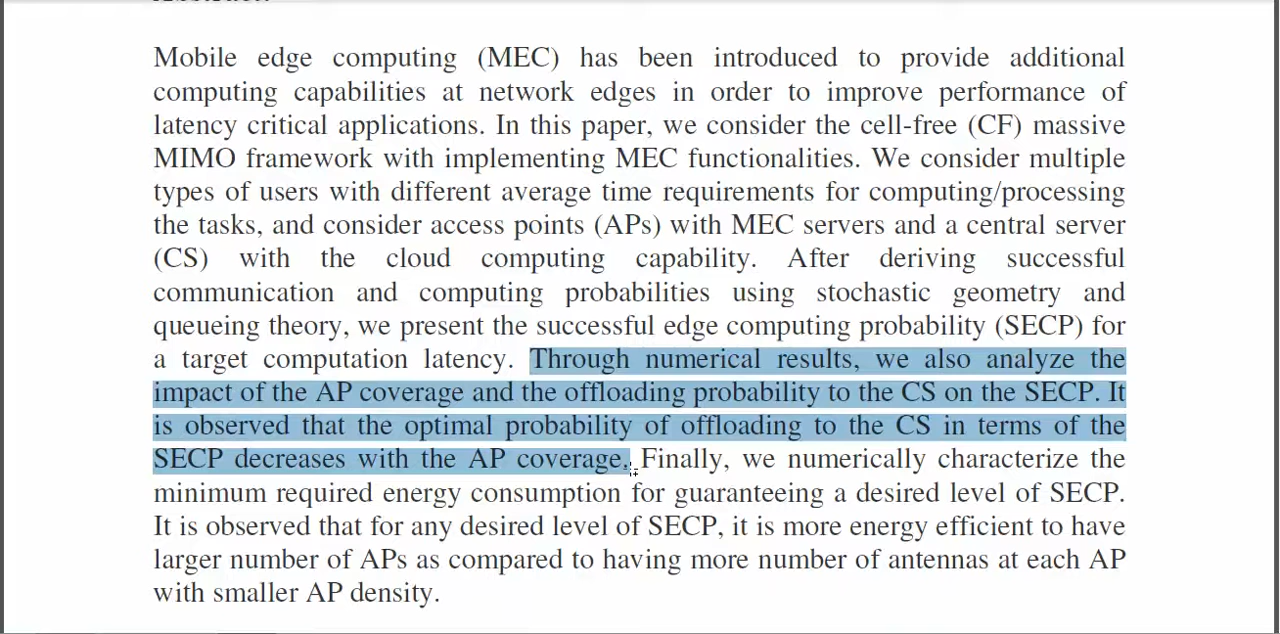 Mobile edge computing (MEC) has been introduced to provide additional
computing capabilities at network edges in order to improve performance of
latency critical applications. In this paper, we consider the cell-free (CF) massive
MIMO framework with implementing MEC functionalities. We consider multiple
types of users with different average time requirements for computing/processing
the tasks, and consider access points (APs) with MEC servers and a central server
(CS) with the cloud computing capability. After deriving successful
communication and computing probabilities using stochastic geometry and
queueing theory, we present the successful edge computing probability (SECP) for
a target computation latency. Through numerical results, we also analyze the
impact of the AP coverage and the offloading probability to the CS on the SECP. It
is observed that the optimal probability of offloading to the CS in terms of the
SECP decreases with the AP coverage. Finally, we numerically characterize the
minimum required energy consumption for guaranteeing a desired level of SECP.
It is observed that for any desired level of SECP, it is more energy efficient to have
larger number of APs as compared to having more number of antennas at each AP
with smaller AP density.